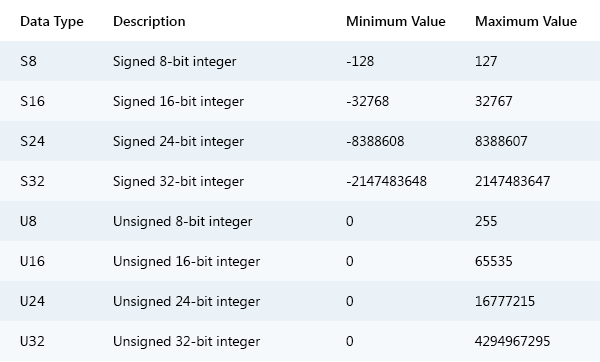 Data Type Description Minimum Value Maximum Value
S8 Signed 8-bit integer -128 127
S16 Signed 16-bit integer -32768 32767
S24 Signed 24-bit integer -8388608 8388607
S32 Signed 32-bit integer -2147483648 2147483647
U8 Unsigned 8-bit integer 0 255
U16 Unsigned 16-bit integer 0 65535
U24 Unsigned 24-bit integer 0 16777215
U32 Unsigned 32-bit integer 0 4294967295